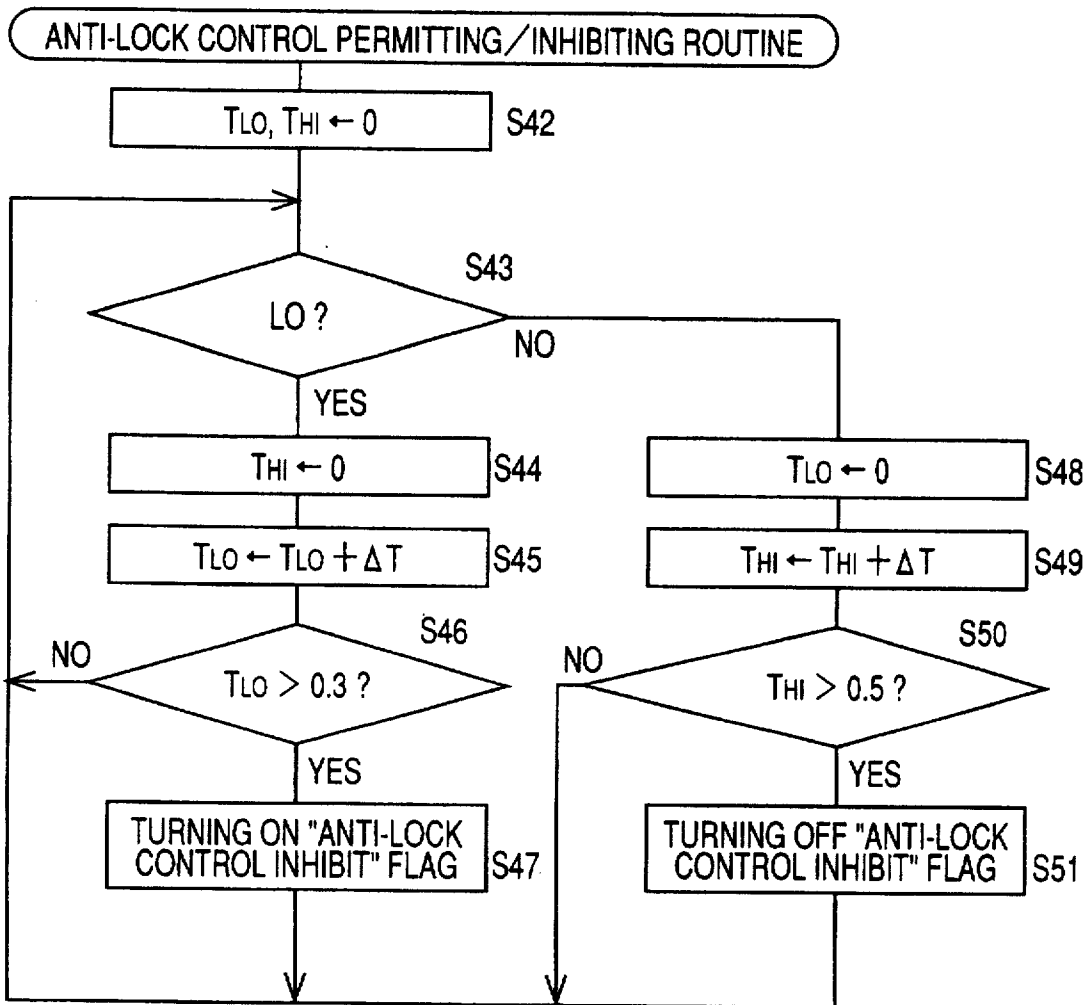 ANTI-LOCK CONTROL PERMITTING/INHIBITING ROUTINE
TLO, THI ← 0
S42
S43
LO ?
NO
YES
THI ← 0
S44
TLO ← 0
S48
TLO ← TLO + ΔT
S45
THI ← THI + ΔT
S49
S46
S50
NO
TLO > 0.3 ?
NO
THI > 0.5 ?
YES
YES
TURNING ON "ANTI-LOCK
CONTROL INHIBIT" FLAG
S47
TURNING OFF "ANTI-LOCK
CONTROL INHIBIT" FLAG
S51